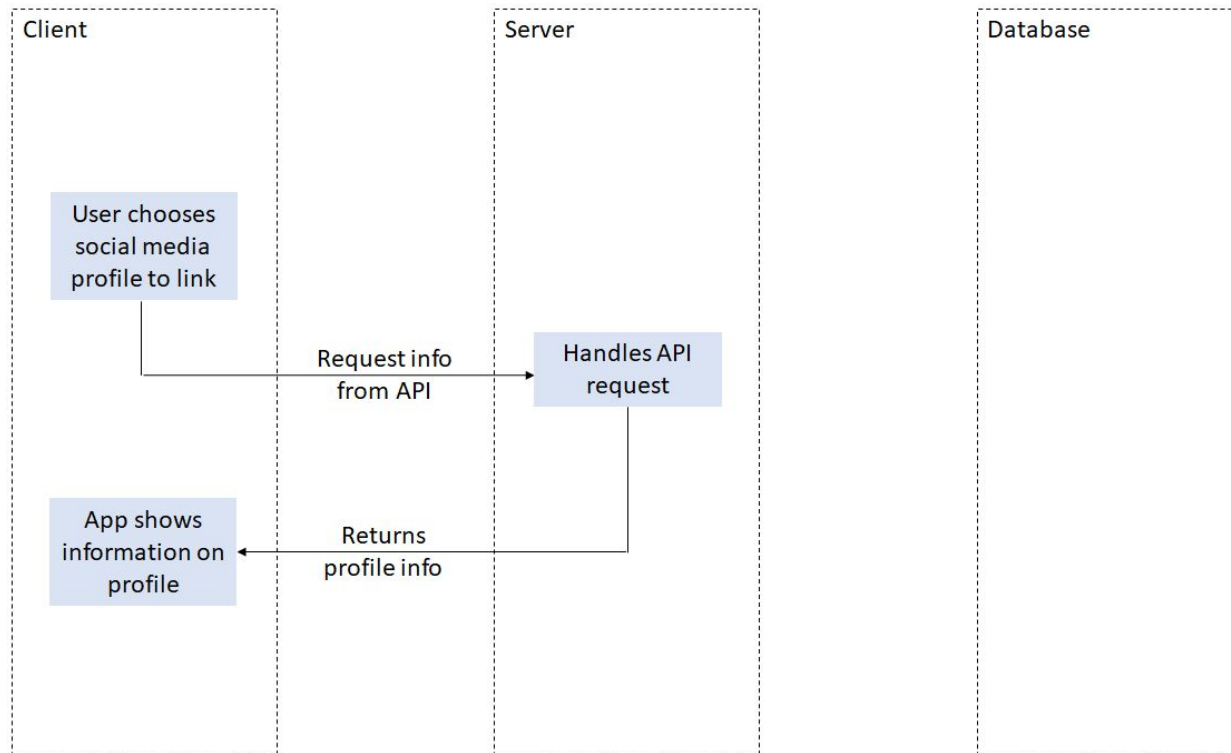 Client
Server
Database
User chooses
social media
profile to link
Request info
from API
Handles API
request
App shows
information on
profile
Returns
profile info